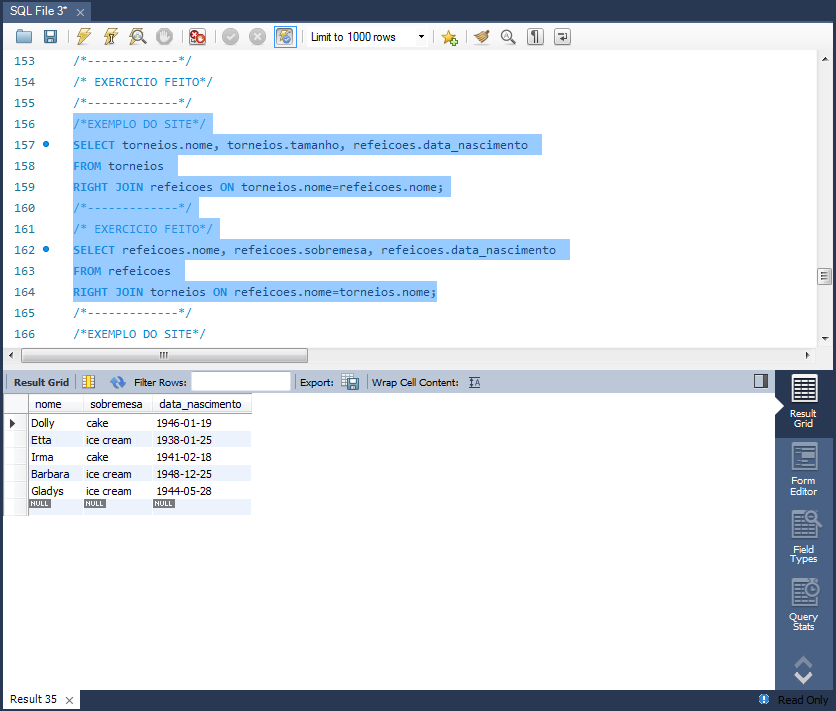 SQL File 3*
Limit to 1000 rows
153 /*-------------*/
154 /* EXERCICIO FEITO*/
155 /*-------------*/
156 /*EXEMPLO DO SITE*/
157 SELECT torneios.nome, torneios.tamanho, refeicoes.data_nascimento
158 FROM torneios
159 RIGHT JOIN refeicoes ON torneios.nome=refeicoes.nome;
160 /*-------------*/
161 /* EXERCICIO FEITO*/
162 SELECT refeicoes.nome, refeicoes.sobremesa, refeicoes.data_nascimento
163 FROM refeicoes
164 RIGHT JOIN torneios ON refeicoes.nome=torneios.nome;
165 /*-------------*/
166 /*EXEMPLO DO SITE*/
Result Grid Filter Rows: Export: Wrap Cell Content: IA
nome sobremesa data_nascimento
Dolly cake 1946-01-19
Etta ice cream 1938-01-25
Irma cake 1941-02-18
Barbara ice cream 1948-12-25
Gladys ice cream 1944-05-28
NULL NULL NULL
Result
Grid
Form
Editor
Field
Types
Query
Stats
Result 35 Read Only